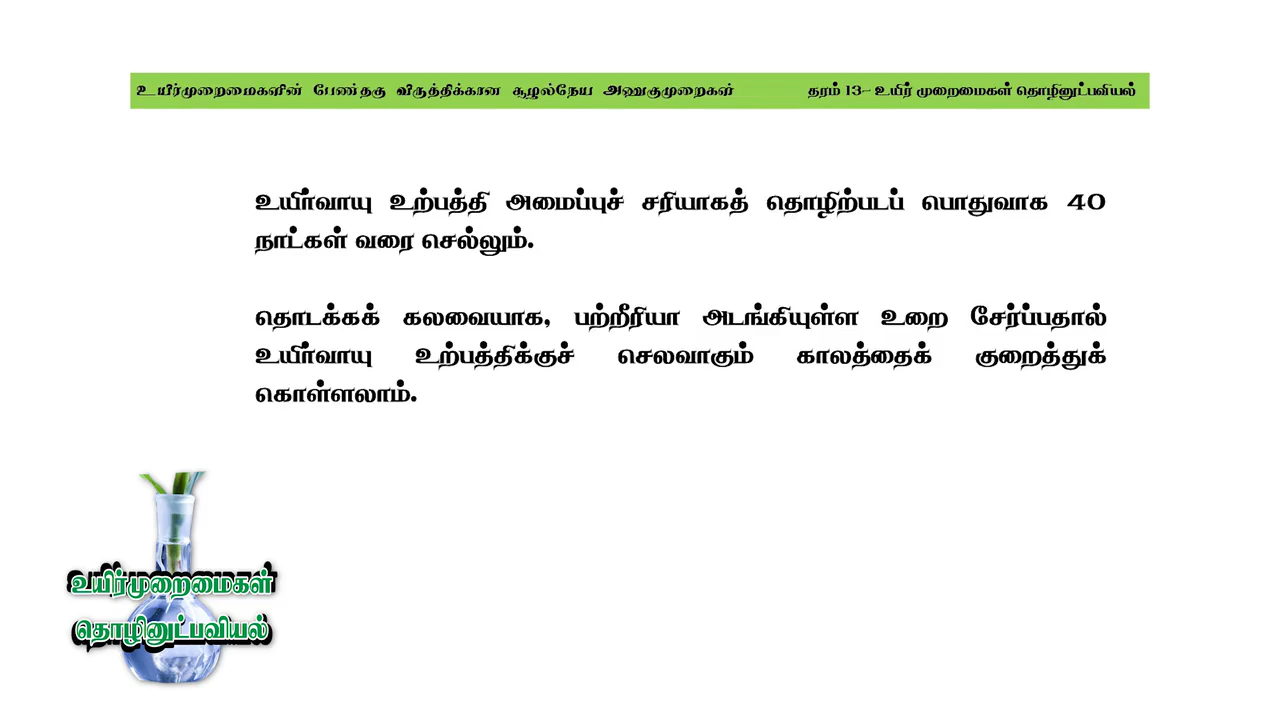 உயிர்முறைமைகளின் பேண்தகு விருத்திக்கான சூழல்நேய அணுகுமுறைகள் தரம் 13– உயிர் முறைமைகள் தொழினுட்பவியல்
உயிர்வாயு உற்பத்தி அமைப்புச் சரியாகத் தொழிற்படப் பொதுவாக 40
நாட்கள் வரை செல்லும்.
தொடக்கக் கலவையாக, பற்றீரியா அடங்கியுள்ள உறை சேர்ப்பதால்
உயிர்வாயு உற்பத்திக்குச் செலவாகும் காலத்தைக் குறைத்துக்
கொள்ளலாம்.
உயிர்முறைமைகள்
தொழினுட்பவியல்